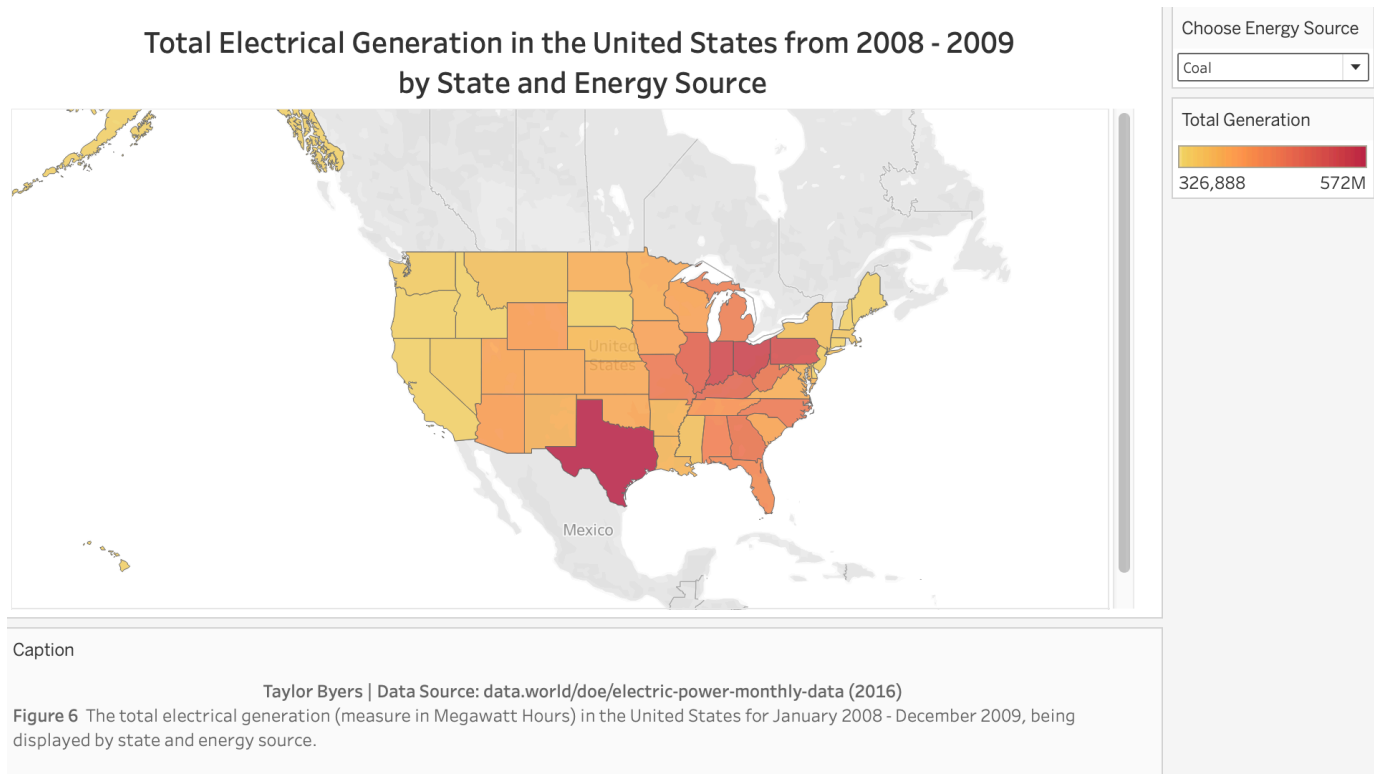 Total Electrical Generation in the United States from 2008 - 2009
by State and Energy Source
Choose Energy Source
Coal
Total Generation
326,888 572M
United
States
Mexico
Caption
Taylor Byers | Data Source: data.world/doe/electric-power-monthly-data (2016)
Figure 6 The total electrical generation (measure in Megawatt Hours) in the United States for January 2008 - December 2009, being
displayed by state and energy source.